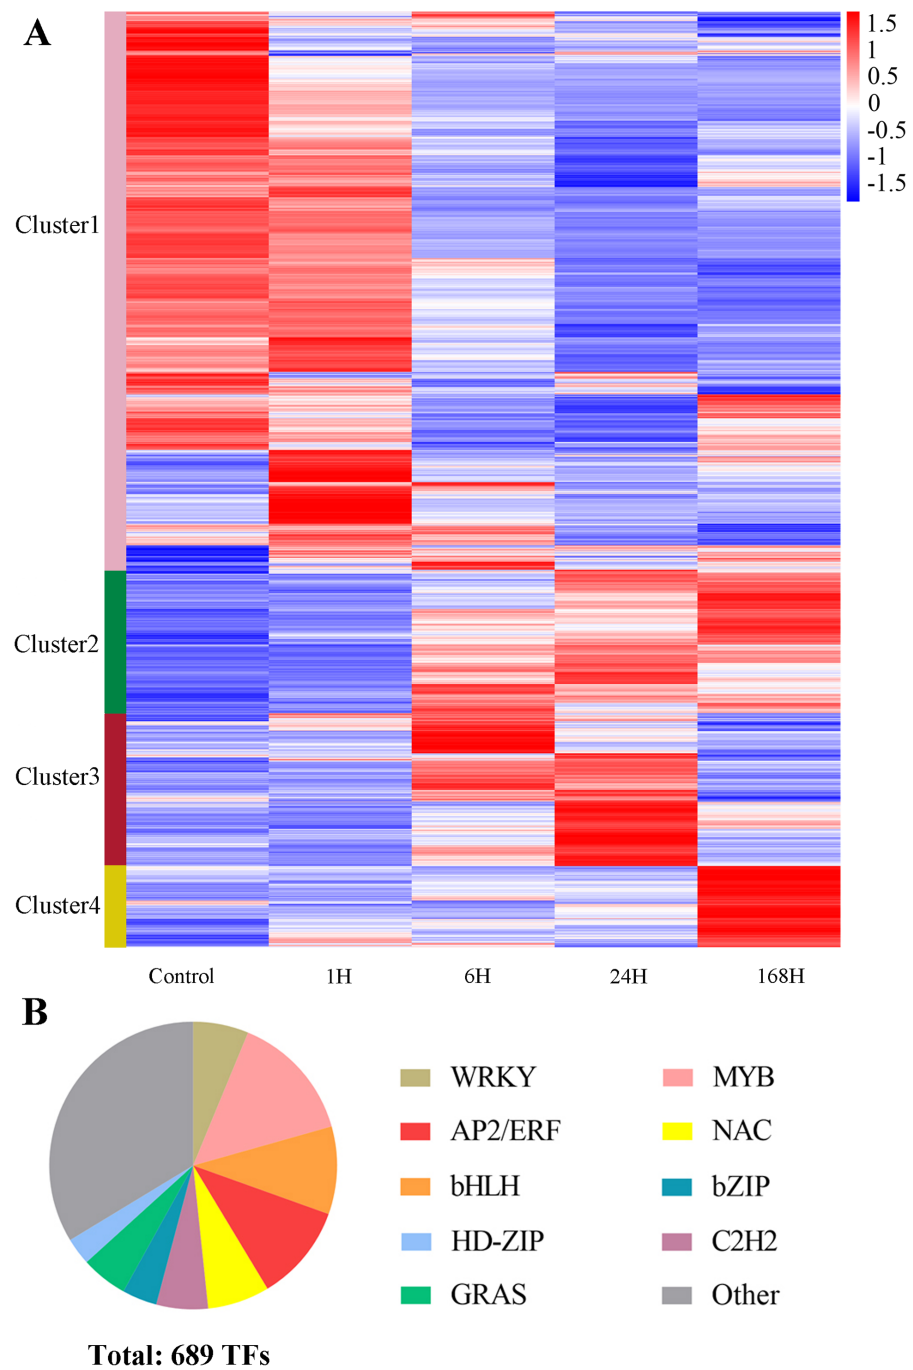 A
1.5
1
0.5
0
-0.5
-1
-1.5
Cluster1
Cluster2
Cluster3
Cluster4
Control 1H 6H 24H 168H
B
WRKY MYB
AP2/ERF NAC
bHLH bZIP
HD-ZIP C2H2
GRAS Other
Total: 689 TFs